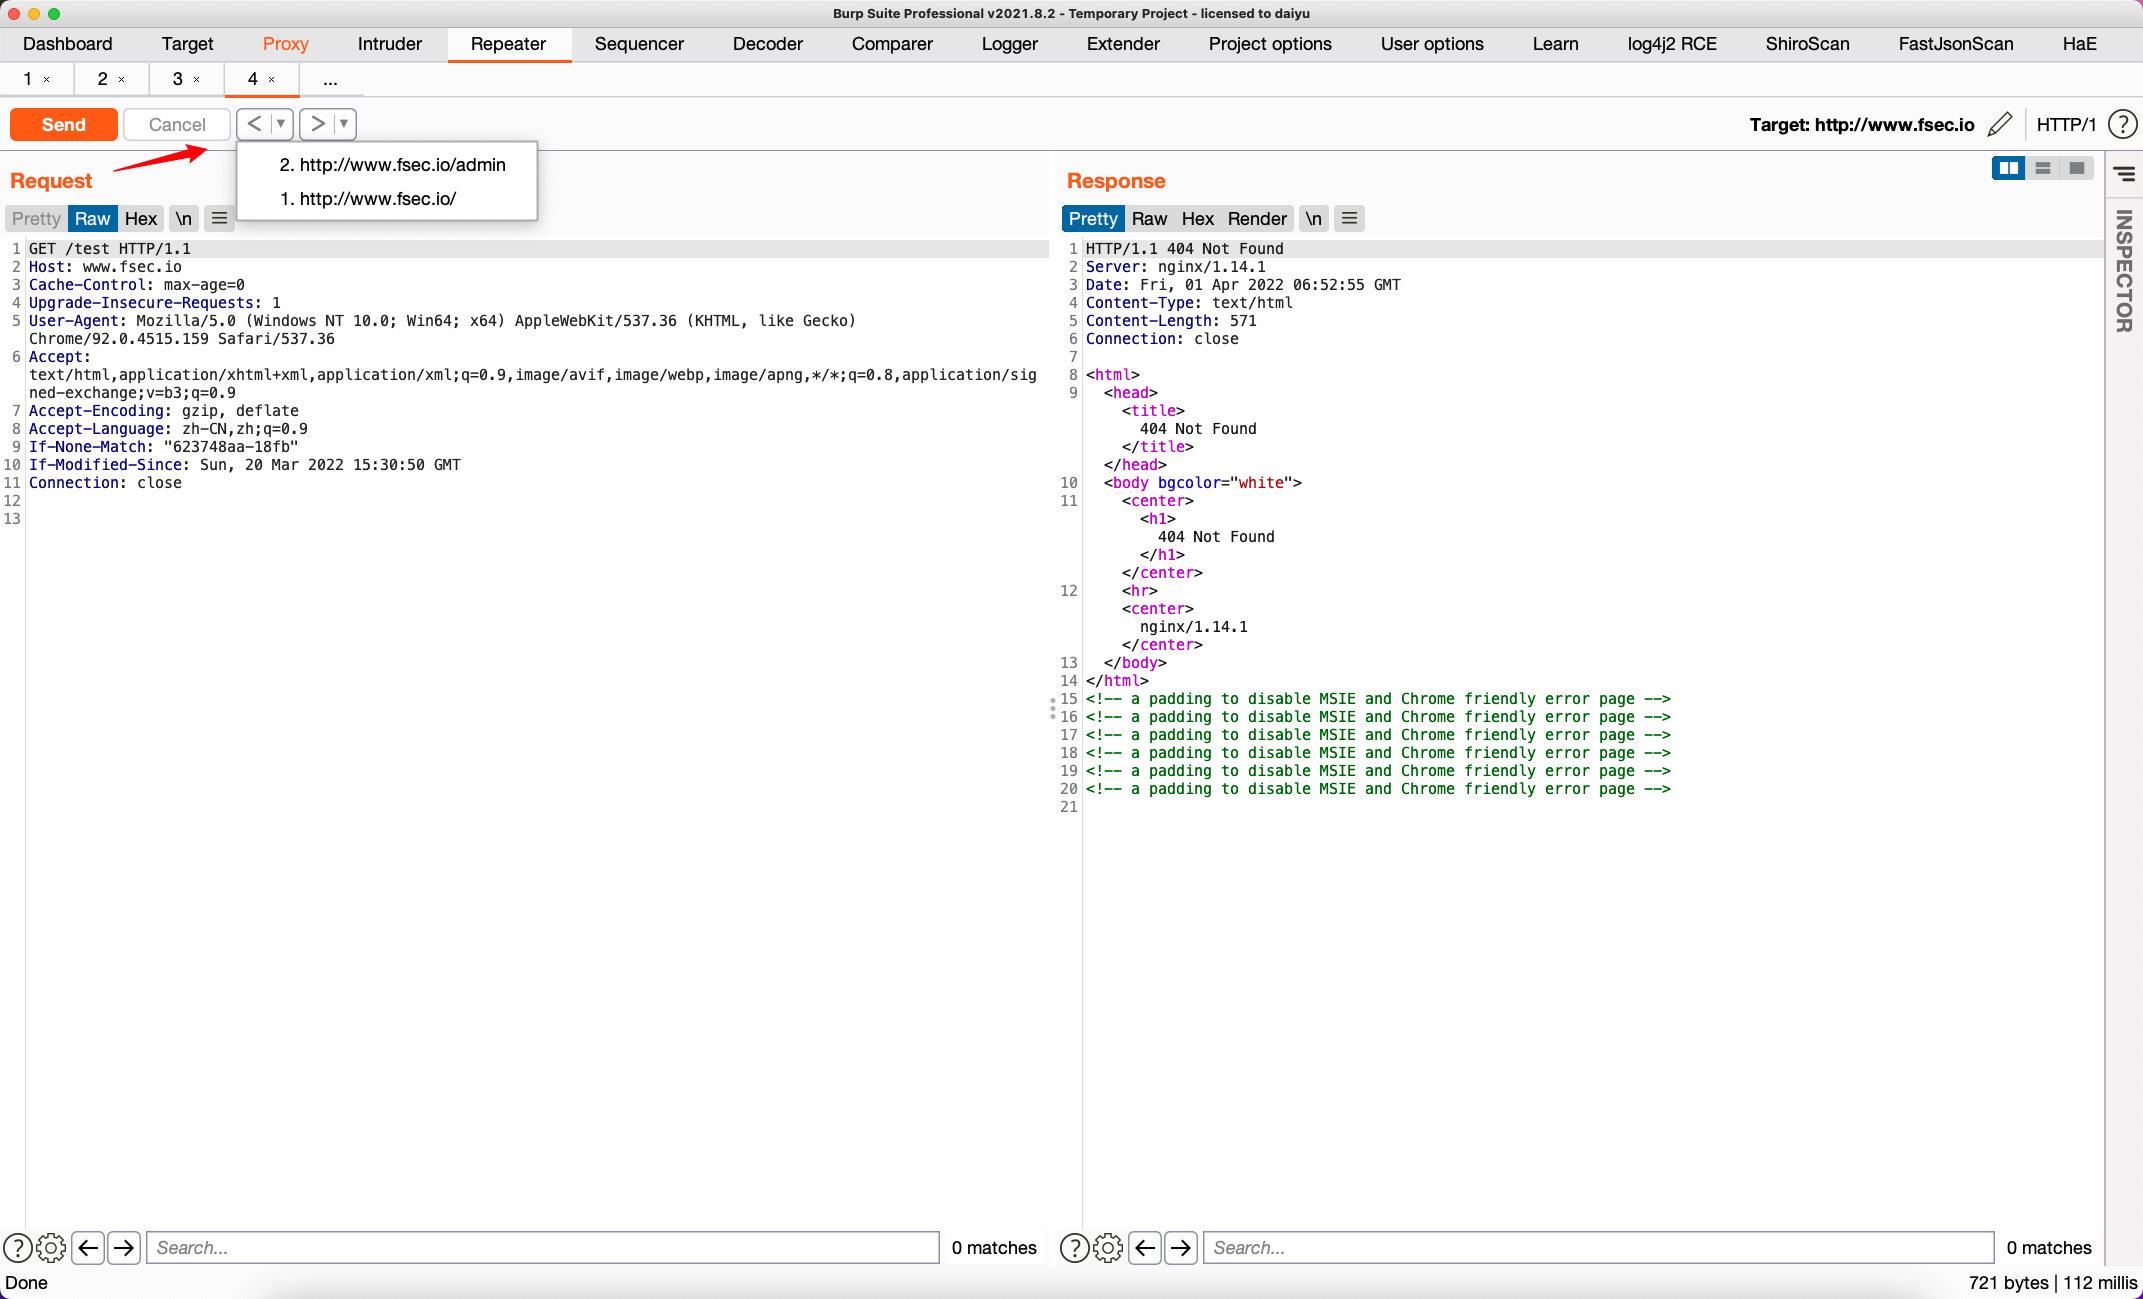 Burp Suite Professional v2021.8.2 - Temporary Project - licensed to daiyu
Dashboard Target Proxy Intruder Repeater Sequencer Decoder Comparer Logger Extender Project options User options Learn log4j2 RCE ShiroScan FastJsonScan HaE
1 × 2 × 3 × 4 × ...
Send Cancel < ▼ > ▼ Target: http://www.fsec.io HTTP/1 ?
2. http://www.fsec.io/admin
1. http://www.fsec.io/
Request
Pretty Raw Hex \n ≡
1 GET /test HTTP/1.1
2 Host: www.fsec.io
3 Cache-Control: max-age=0
4 Upgrade-Insecure-Requests: 1
5 User-Agent: Mozilla/5.0 (Windows NT 10.0; Win64; x64) AppleWebKit/537.36 (KHTML, like Gecko)
Chrome/92.0.4515.159 Safari/537.36
6 Accept:
text/html,application/xhtml+xml,application/xml;q=0.9,image/avif,image/webp,image/apng,*/*;q=0.8,application/sig
ned-exchange;v=b3;q=0.9
7 Accept-Encoding: gzip, deflate
8 Accept-Language: zh-CN,zh;q=0.9
9 If-None-Match: "623748aa-18fb"
10 If-Modified-Since: Sun, 20 Mar 2022 15:30:50 GMT
11 Connection: close
12
13
? Search... 0 matches
Response
Pretty Raw Hex Render \n ≡
1 HTTP/1.1 404 Not Found
2 Server: nginx/1.14.1
3 Date: Fri, 01 Apr 2022 06:52:55 GMT
4 Content-Type: text/html
5 Content-Length: 571
6 Connection: close
7
8 <html>
9 <head>
<title>
404 Not Found
</title>
</head>
10 <body bgcolor="white">
11 <center>
<h1>
404 Not Found
</h1>
</center>
12 <hr>
<center>
nginx/1.14.1
</center>
13 </body>
14 </html>
15 <!-- a padding to disable MSIE and Chrome friendly error page -->
16 <!-- a padding to disable MSIE and Chrome friendly error page -->
17 <!-- a padding to disable MSIE and Chrome friendly error page -->
18 <!-- a padding to disable MSIE and Chrome friendly error page -->
19 <!-- a padding to disable MSIE and Chrome friendly error page -->
20 <!-- a padding to disable MSIE and Chrome friendly error page -->
21
? Search... 0 matches
INSPECTOR
Done 721 bytes | 112 millis